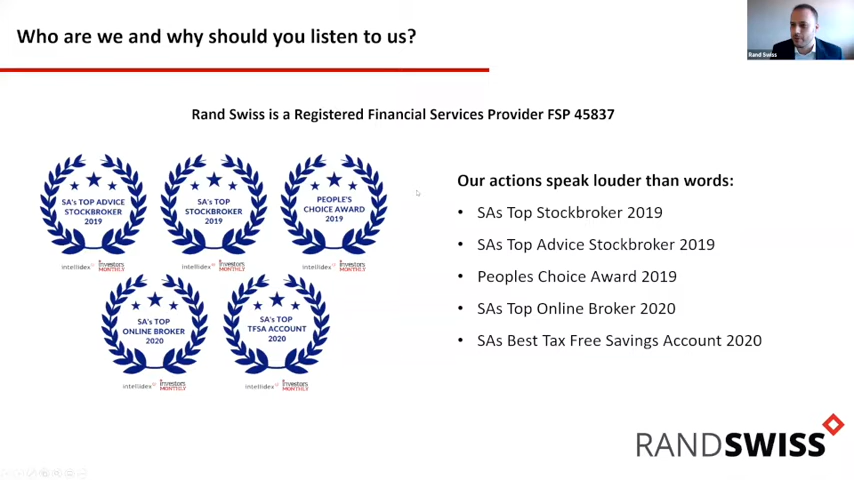 Who are we and why should you listen to us?
Rand Swiss
Rand Swiss is a Registered Financial Services Provider FSP 45837
SA's TOP ADVICE
STOCKBROKER
2019
intellidex
Investors
MONTHLY
SA's TOP
STOCKBROKER
2019
intellidex
Investors
MONTHLY
PEOPLE'S
CHOICE AWARD
2019
intellidex
Investors
MONTHLY
SA's TOP
ONLINE BROKER
2020
intellidex
Investors
MONTHLY
SA's TOP
TFSA ACCOUNT
2020
intellidex
Investors
MONTHLY
Our actions speak louder than words:
• SAs Top Stockbroker 2019
• SAs Top Advice Stockbroker 2019
• Peoples Choice Award 2019
• SAs Top Online Broker 2020
• SAs Best Tax Free Savings Account 2020
RANDSWISS